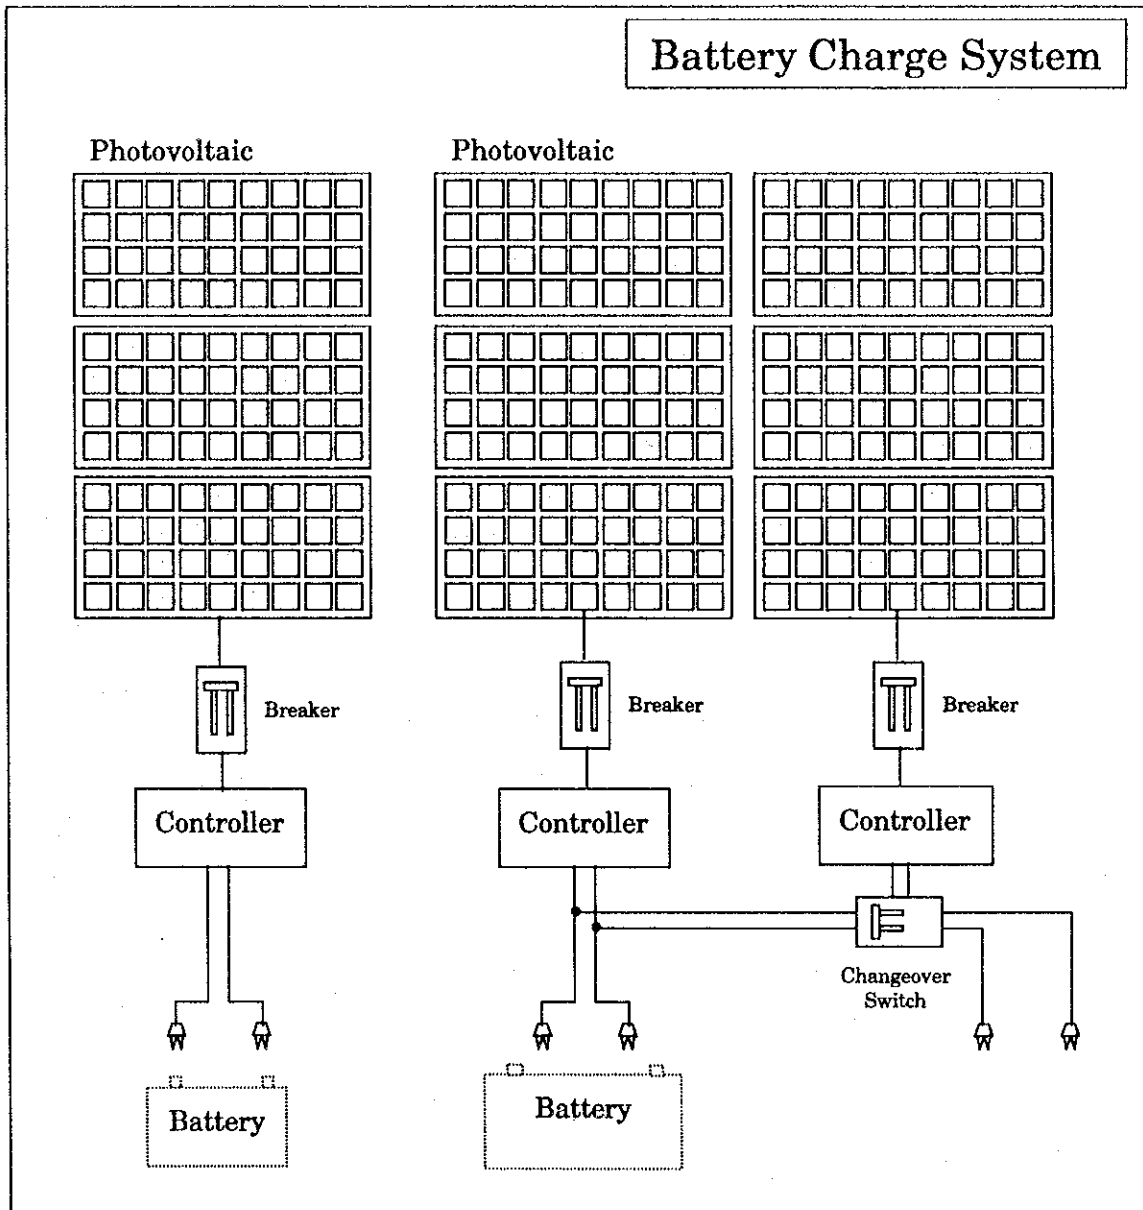 Battery Charge System
Photovoltaic
Photovoltaic
Breaker
Breaker
Breaker
Controller
Controller
Controller
Changeover
Switch
Battery
Battery